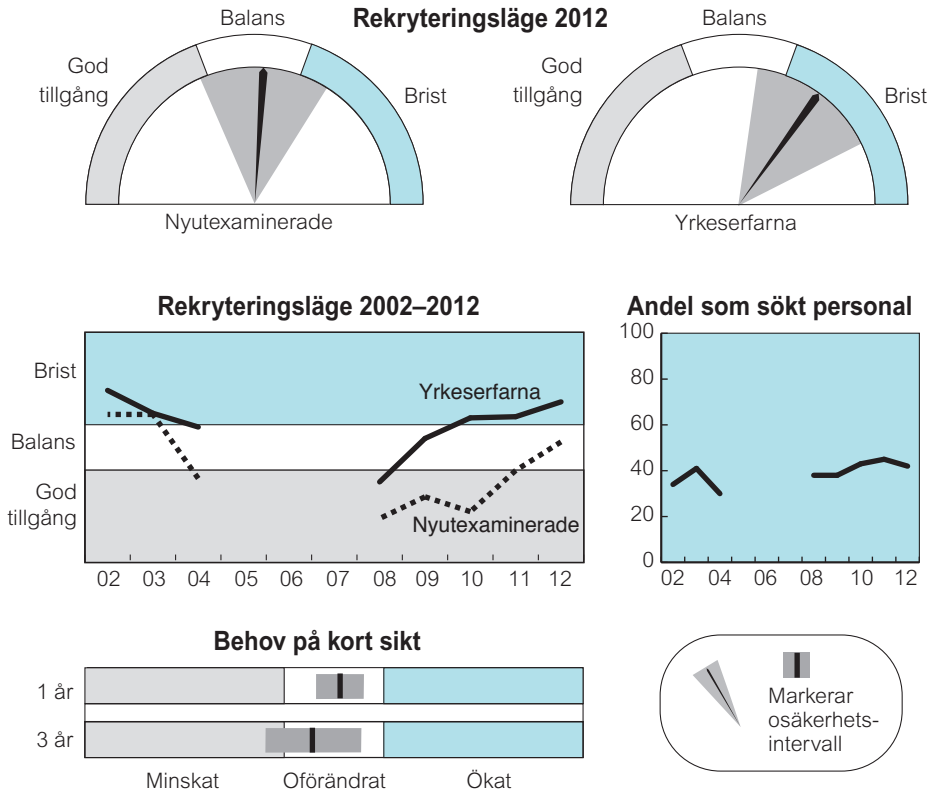 Rekryteringsläge 2012
Balans
God
tillgång
Brist
Nyutexaminerade
Balans
God
tillgång
Brist
Yrkeserfarna
Rekryteringsläge 2002–2012
Brist
Balans
God
tillgång
Yrkeserfarna
Nyutexaminerade
02 03 04 05 06 07 08 09 10 11 12
Andel som sökt personal
100
80
60
40
20
0
02 04 06 08 10 12
Behov på kort sikt
1 år
3 år
Minskat Oförändrat Ökat
Markerar
osäkerhets-
intervall